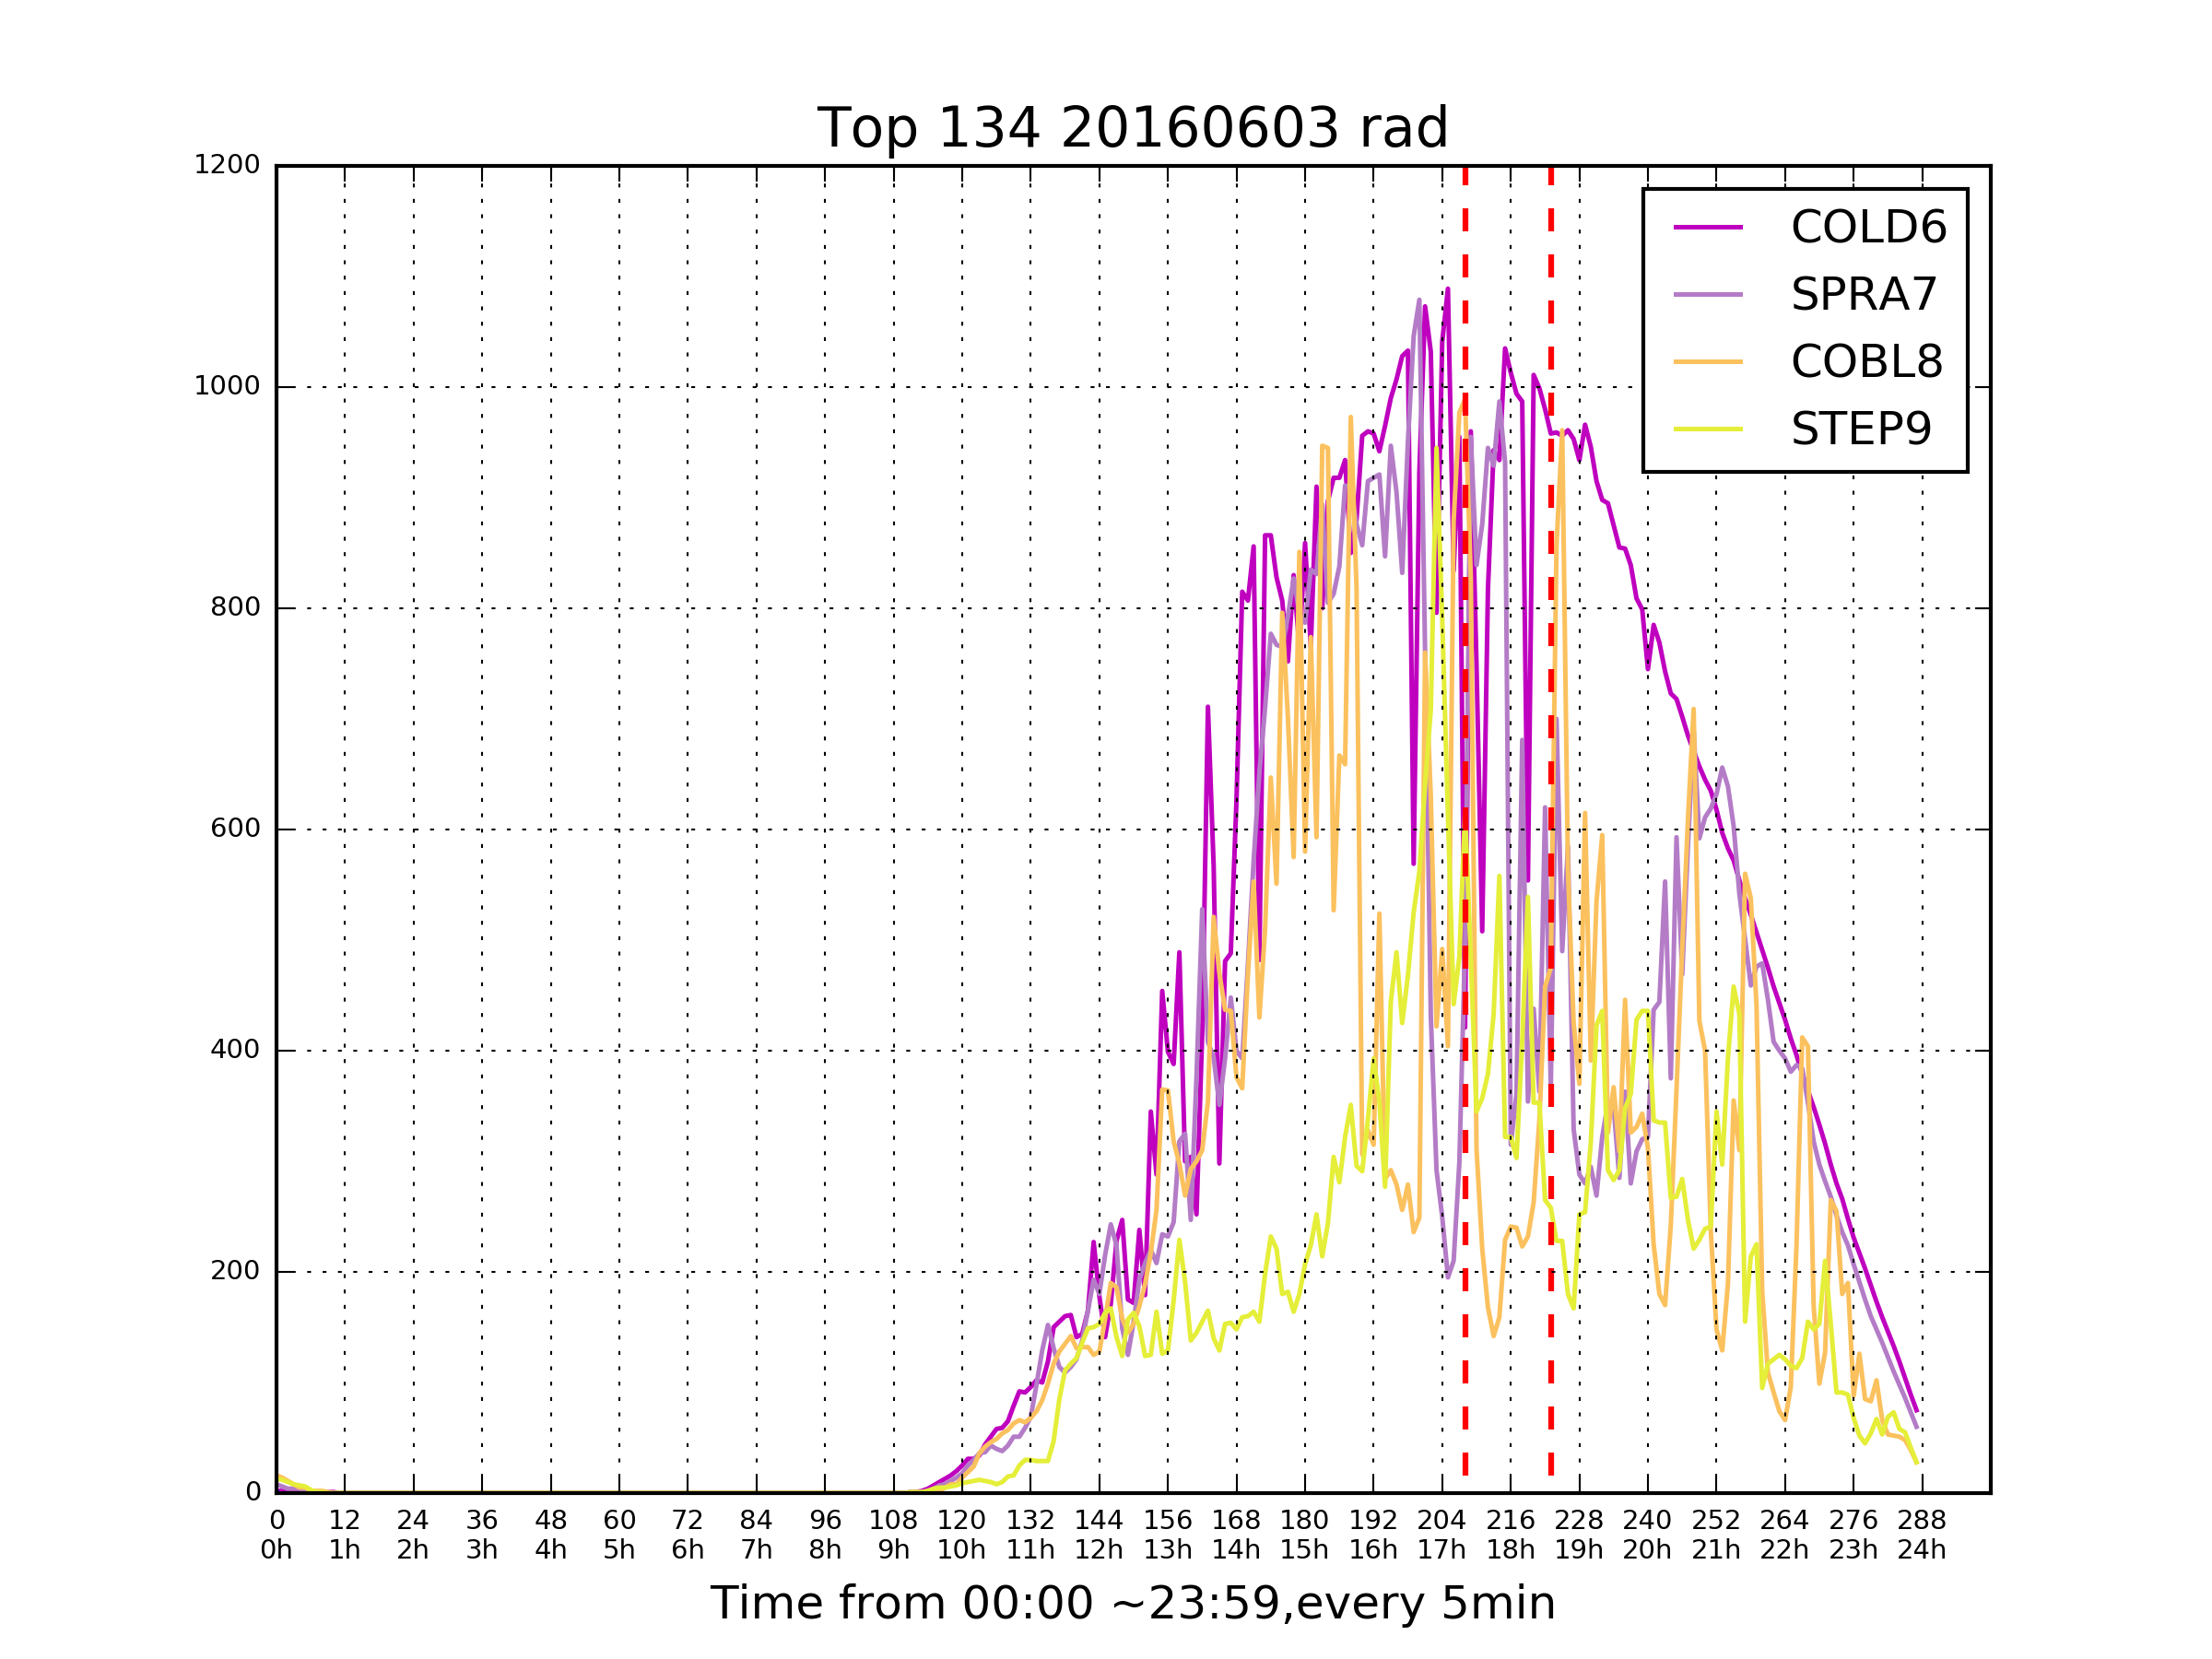 Top 134 20160603 rad
1200
1000
800
600
400
200
0
COLD6
SPRA7
COBL8
STEP9
0 12 24 36 48 60 72 84 96 108 120 132 144 156 168 180 192 204 216 228 240 252 264 276 288
0h 1h 2h 3h 4h 5h 6h 7h 8h 9h 10h 11h 12h 13h 14h 15h 16h 17h 18h 19h 20h 21h 22h 23h 24h
Time from 00:00 ~23:59,every 5min